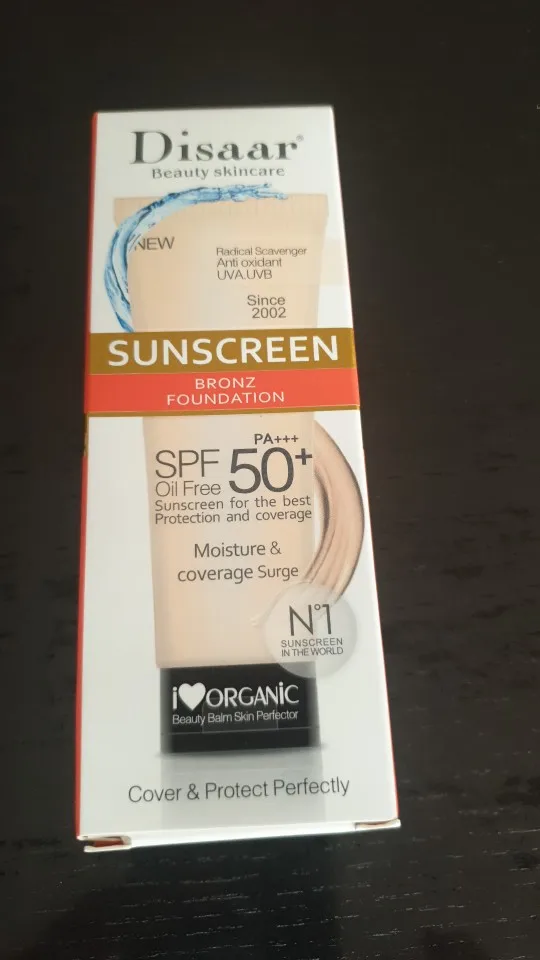 Disaar®
Beauty skincare
NEW
Radical Scavenger
Anti oxidant
UVA.UVB
Since
2002
SUNSCREEN
BRONZ
FOUNDATION
PA+++
SPF 50+
Oil Free
Sunscreen for the best
Protection and coverage
Moisture &
coverage Surge
N°1
SUNSCREEN
IN THE WORLD
i♥ORGANiC
Beauty Balm Skin Perfector
Cover & Protect Perfectly